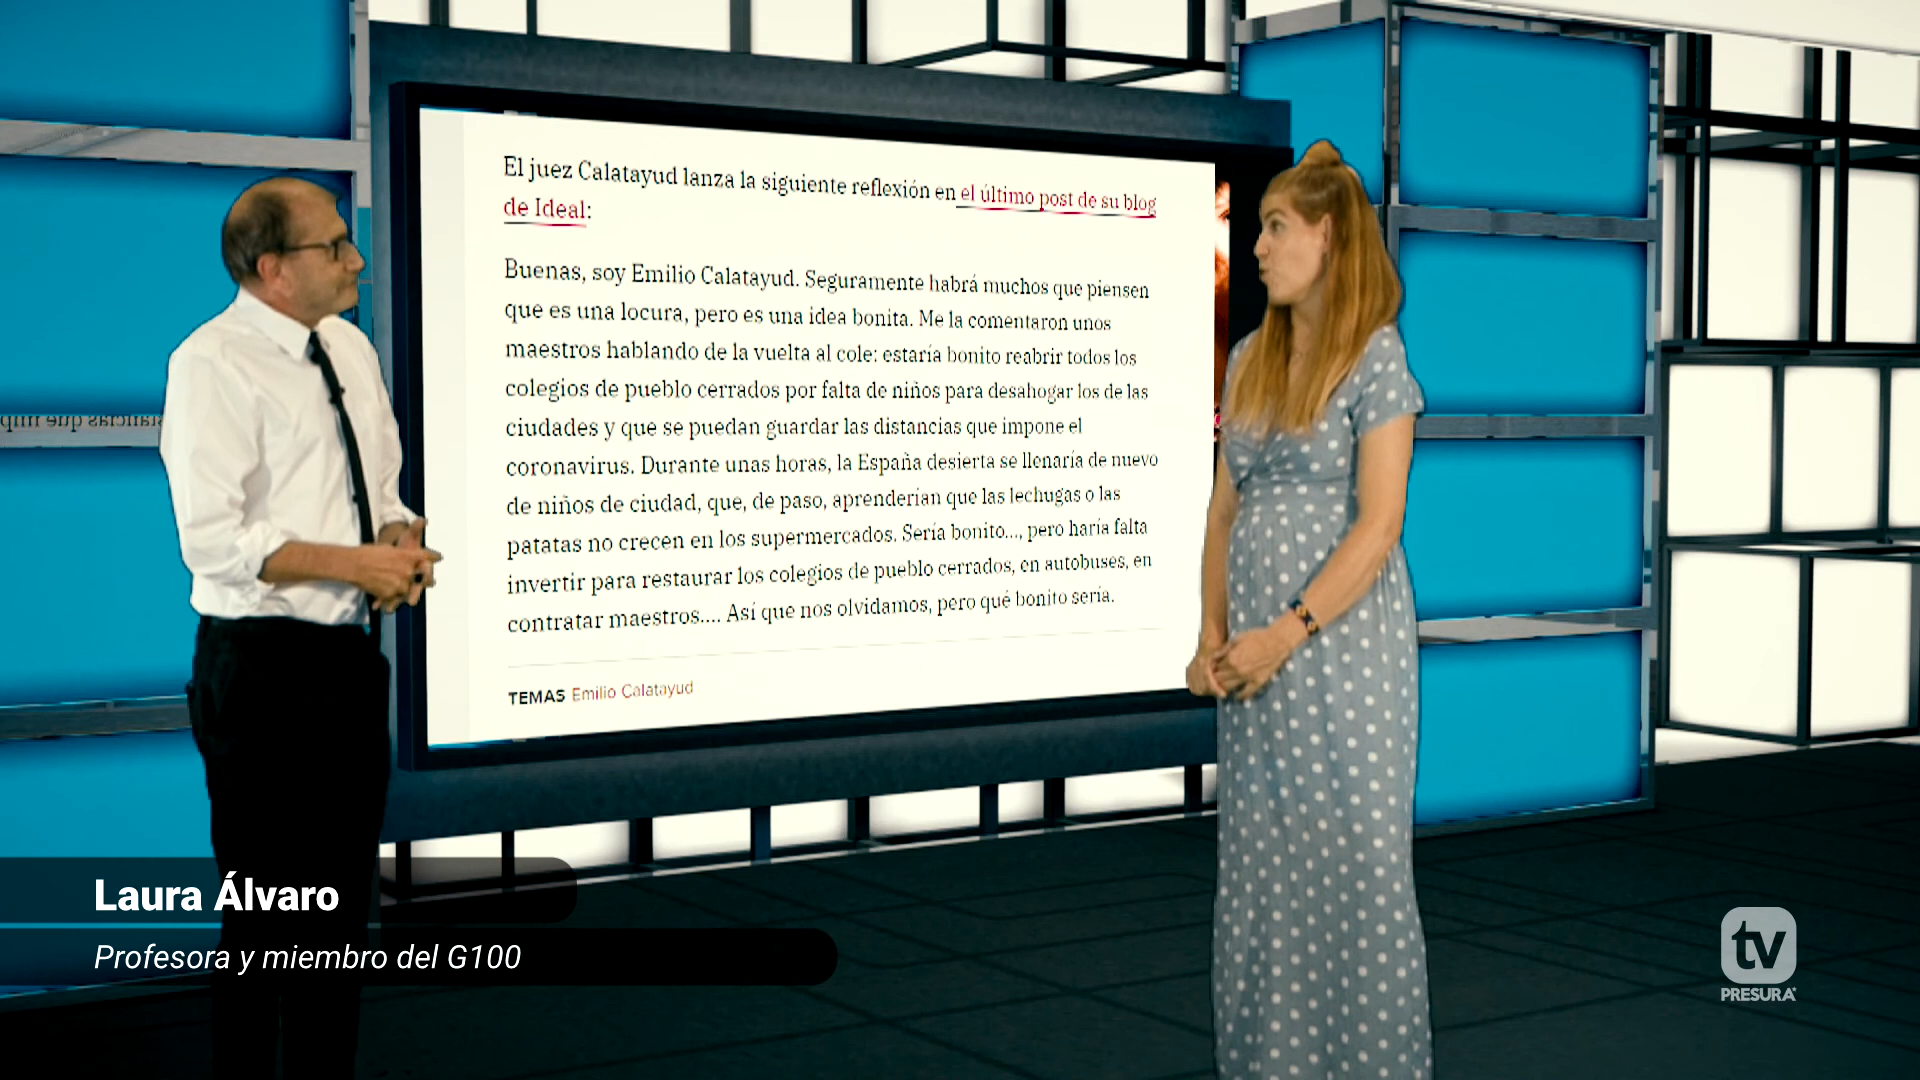 El juez Calatayud lanza la siguiente reflexión en el último post de su blog
de Ideal:
Buenas, soy Emilio Calatayud. Seguramente habrá muchos que piensen
que es una locura, pero es una idea bonita. Me la comentaron unos
maestros hablando de la vuelta al cole: estaría bonito reabrir todos los
colegios de pueblo cerrados por falta de niños para desahogar los de las
ciudades y que se puedan guardar las distancias que impone el
coronavirus. Durante unas horas, la España desierta se llenaría de nuevo
de niños de ciudad, que, de paso, aprenderían que las lechugas o las
patatas no crecen en los supermercados. Sería bonito..., pero haría falta
invertir para restaurar los colegios de pueblo cerrados, en autobuses, en
contratar maestros.... Así que nos olvidamos, pero qué bonito sería.
TEMAS Emilio Calatayud
Laura Álvaro
Profesora y miembro del G100
tv
PRESURA